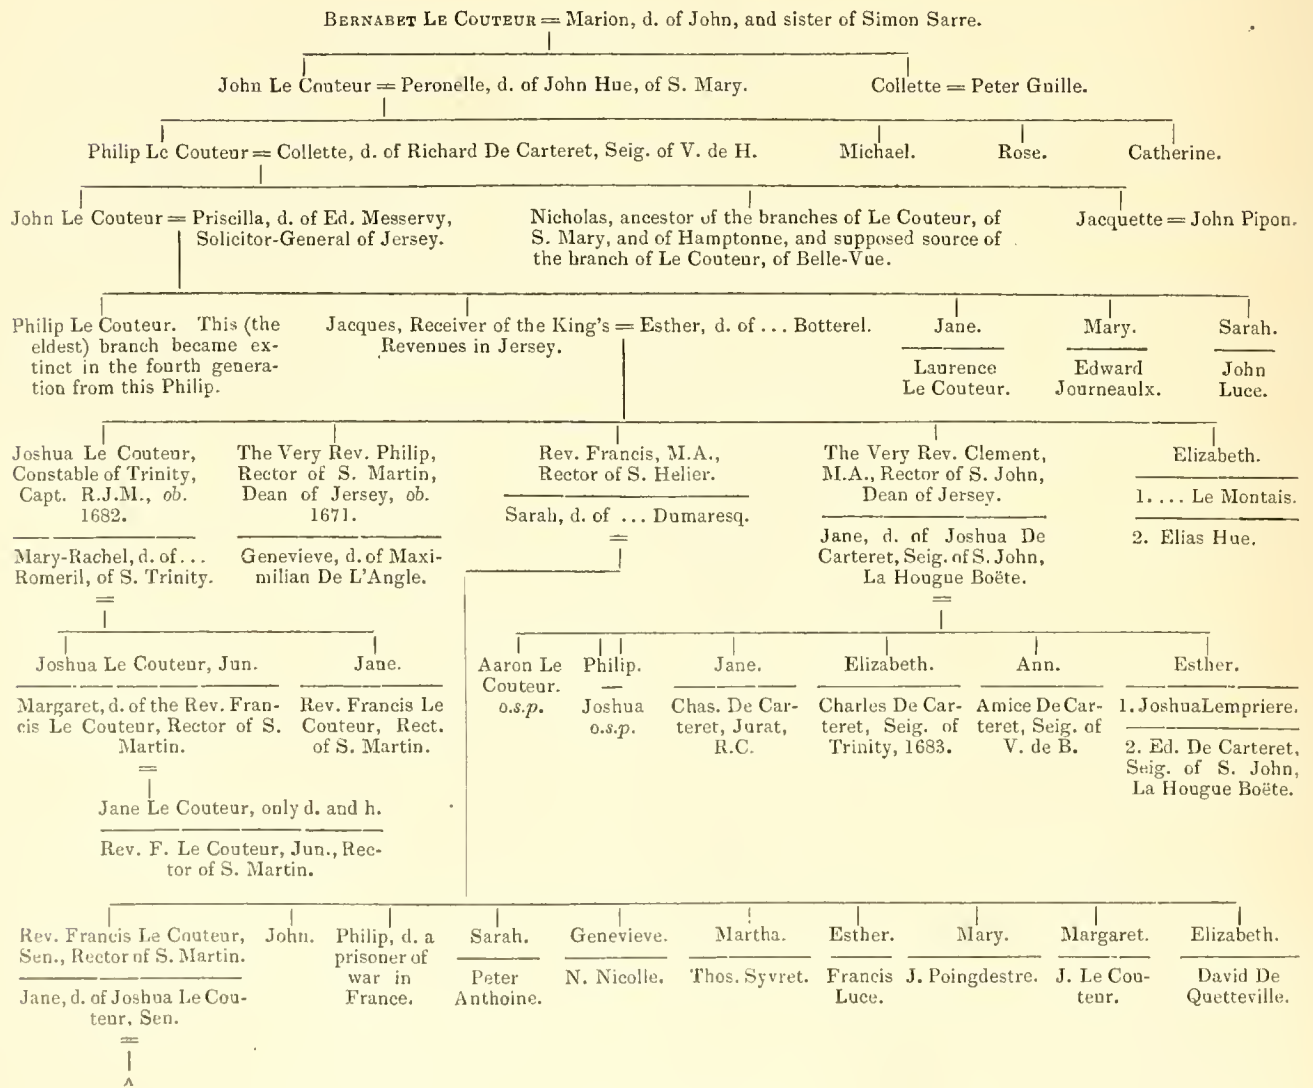 BERNABET LE COUTEUR = Marion, d. of John, and sister of Simon Sarre.
John Le Couteur = Peronelle, d. of John Hue, of S. Mary.
Collette = Peter Guille.
Philip Le Couteur = Collette, d. of Richard De Carteret, Seig. of V. de H.
Michael.
Rose.
Catherine.
John Le Couteur = Priscilla, d. of Ed. Messervy,
Solicitor-General of Jersey.
Nicholas, ancestor of the branches of Le Couteur, of
S. Mary, and of Hamptonne, and supposed source of
the branch of Le Couteur, of Belle-Vue.
Jacquette = John Pipon.
Philip Le Couteur. This (the
eldest) branch became ex-
tinct in the fourth genera-
tion from this Philip.
Jacques, Receiver of the King's = Esther, d. of ... Botterel.
Revenues in Jersey.
Jane.
Laurence
Le Couteur.
Mary.
Edward
Journeaulx.
Sarah.
John
Luce.
Joshua Le Couteur,
Constable of Trinity,
Capt. R.J.M., ob.
1682.
Mary-Rachel, d. of...
Romeril, of S. Trinity.
=
The Very Rev. Philip,
Rector of S. Martin,
Dean of Jersey, ob.
1671.
Genevieve, d. of Maxi-
milian De L'Angle.
Rev. Francis, M.A.,
Rector of S. Helier.
Sarah, d. of ... Dumaresq.
=
The Very Rev. Clement,
M.A., Rector of S. John,
Dean of Jersey.
Jane, d. of Joshua De
Carteret, Seig. of S. John,
La Hougue Boëte.
=
Elizabeth.
1. .... Le Montais.
2. Elias Hue.
Joshua Le Couteur, Jun.
Margaret, d. of the Rev. Fran-
cis Le Couteur, Rector of S.
Martin.
=
Jane.
Rev. Francis Le
Couteur, Rect.
of S. Martin.
Aaron Le
Couteur.
o.s.p.
Philip.
—
Joshua
o.s.p.
Jane.
Chas. De Car-
teret, Jurat,
R.C.
Elizabeth.
Charles De Car-
teret, Seig. of
Trinity, 1683.
Ann.
Amice De Car-
teret, Seig. of
V. de B.
Esther.
1. Joshua Lempriere.
2. Ed. De Carteret,
Seig. of S. John,
La Hougue Boëte.
Jane Le Couteur, only d. and h.
Rev. F. Le Couteur, Jun., Rec-
tor of S. Martin.
Rev. Francis Le Couteur,
Sen., Rector of S. Martin.
Jane, d. of Joshua Le Cou-
teur, Sen.
=
John.
Philip, d. a
prisoner of
war in
France.
Sarah.
Peter
Anthoine.
Genevieve.
N. Nicolle.
Martha.
Thos. Syvret.
Esther.
Francis
Luce.
Mary.
J. Poingdestre.
Margaret.
J. Le Cou-
teur.
Elizabeth.
David De
Quetteville.